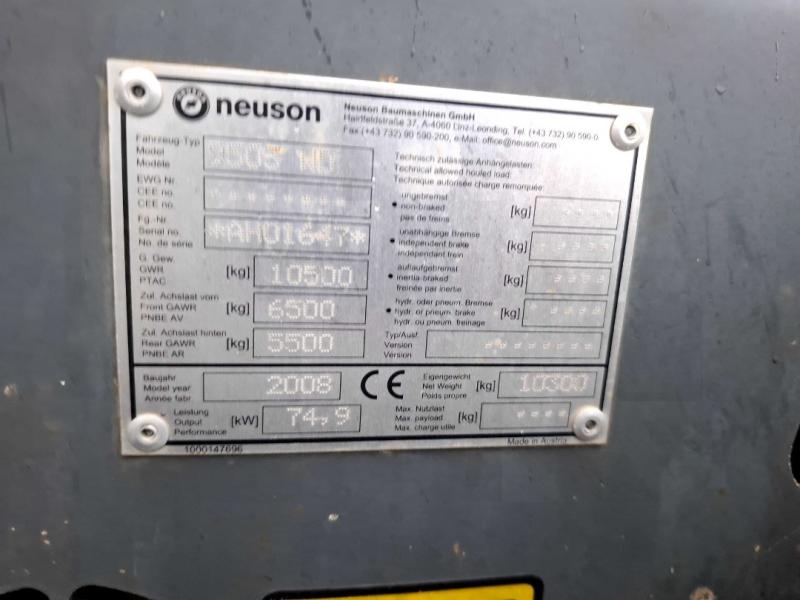 neuson
Neuson Baumaschinen GmbH
Haidfeldstraße 37, A-4060 Linz-Leonding, Tel. (+43 732) 90 590-0
Fax (+43 732) 90 590-200, e.Mail: office@neuson.com
Fahrzeug-Typ
Model
Modéle
WD
EWG Nr.
CEE no.
CEE no.
*******
Fg.-Nr.
Serial no.
No. de série
*AH01647*
G. Gew.
GWR
PTAC
[kg] 10500
Zul. Achslast vorn
Front GAWR
PNBE AV
[kg] 6500
Zul. Achslast hinten
Rear GAWR
PNBE AR
[kg] 5500
Technisch zulässige Anhängelasten:
Technical allowed houled load:
Technique autorisée charge remorquée:
ungebremst
• non-braked
pas de freins
[kg] ****
unabhängige Bremse
• independent brake
independant frein
[kg] ****
auflaufgebremst
• inertia-braked
freinée par inertie
[kg] ****
hydr. oder pneum. Bremse
• hydr. or pneum. brake
hydr. ou pneum. freinage
[kg] ****
Typ/Ausf.
Version
Version
*******
Baujahr
Model year
Année fabr.
2008
CE
Eigengewicht
Net Weight
Poids propre
[kg] 10300
Leistung
Output
Performance
[kW] 74,9
Max. Nutzlast
Max. payload
Max. charge utile
[kg] ****
1000147696
Made in Austria